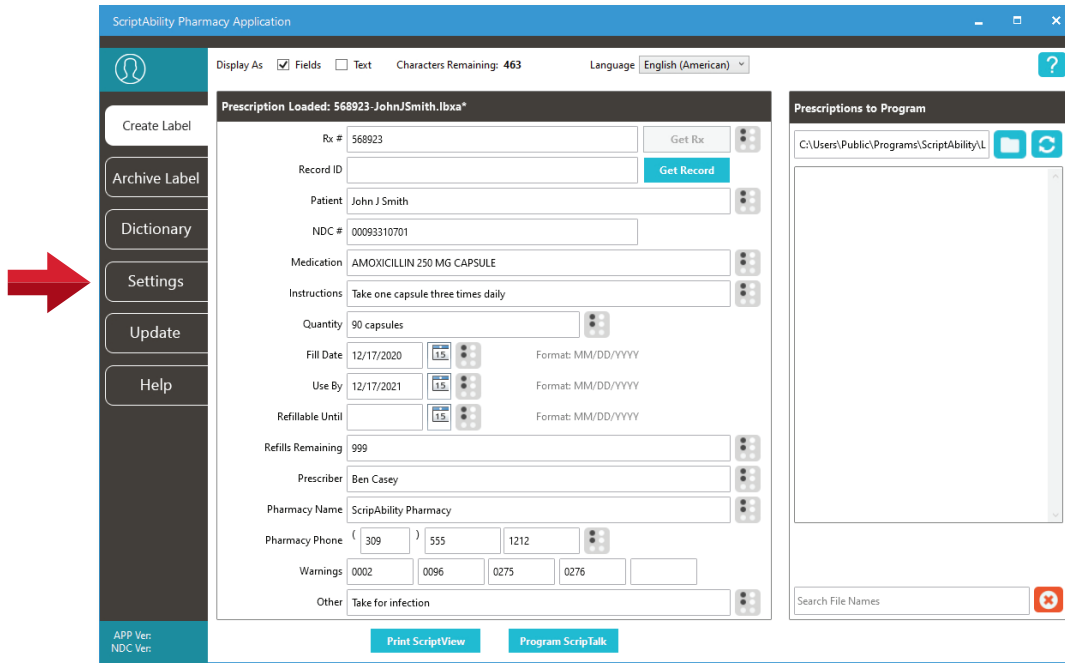 ScriptAbility Pharmacy Application
Display As Fields Text Characters Remaining: 463 Language English (American)
?
Create Label
Archive Label
Dictionary
Settings
Update
Help
APP Ver:
NDC Ver:
Prescription Loaded: 568923-JohnJSmith.lbxa*
Rx # 568923 Get Rx
Record ID Get Record
Patient John J Smith
NDC # 00093310701
Medication AMOXICILLIN 250 MG CAPSULE
Instructions Take one capsule three times daily
Quantity 90 capsules
Fill Date 12/17/2020 15 Format: MM/DD/YYYY
Use By 12/17/2021 15 Format: MM/DD/YYYY
Refillable Until 15 Format: MM/DD/YYYY
Refills Remaining 999
Prescriber Ben Casey
Pharmacy Name ScripAbility Pharmacy
Pharmacy Phone ( 309 ) 555 1212
Warnings 0002 0096 0275 0276
Other Take for infection
Print ScriptView Program ScripTalk
Prescriptions to Program
C:\Users\Public\Programs\ScriptAbility\L
Search File Names